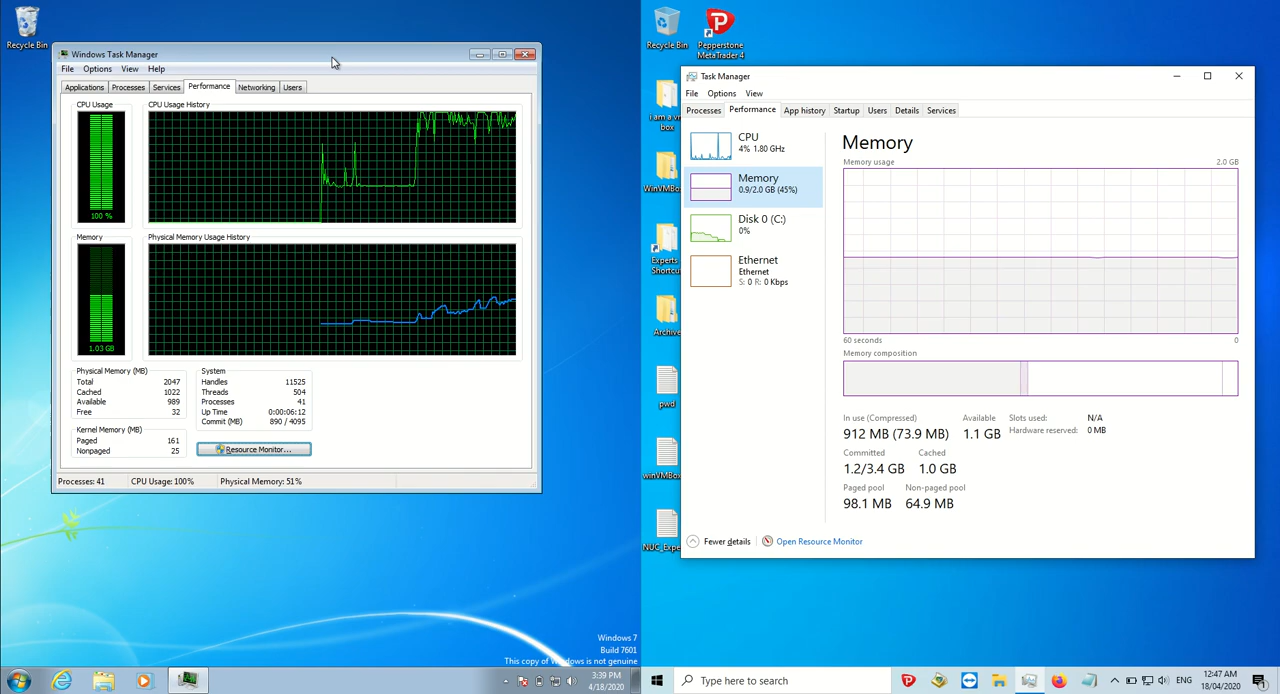 Recycle Bin
Windows Task Manager
File Options View Help
Applications Processes Services Performance Networking Users
CPU Usage
CPU Usage History
100 %
Memory
Physical Memory Usage History
1.03 GB
Physical Memory (MB)
Total 2047
Cached 1022
Available 989
Free 32
Kernel Memory (MB)
Paged 161
Nonpaged 25
System
Handles 11525
Threads 504
Processes 41
Up Time 0:00:06:12
Commit (MB) 890 / 4095
Resource Monitor...
Processes: 41 CPU Usage: 100% Physical Memory: 51%
Windows 7
Build 7601
This copy of Windows is not genuine
3:39 PM
4/18/2020
Recycle Bin
Pepperstone
MetaTrader 4
i am a
box
WinVMBo
Experts
Shortcu
Archiv
pwd
winVMBo
NUC_Expe
Task Manager
File Options View
Processes Performance App history Startup Users Details Services
CPU
4% 1.80 GHz
Memory
0.9/2.0 GB (45%)
Disk 0 (C:)
0%
Ethernet
Ethernet
S: 0 R: 0 Kbps
Memory
Memory usage 2.0 GB
60 seconds 0
Memory composition
In use (Compressed)
912 MB (73.9 MB)
Available
1.1 GB
Slots used: N/A
Hardware reserved: 0 MB
Committed
1.2/3.4 GB
Cached
1.0 GB
Paged pool
98.1 MB
Non-paged pool
64.9 MB
Fewer details Open Resource Monitor
Type here to search
ENG
12:47 AM
18/04/2020
1